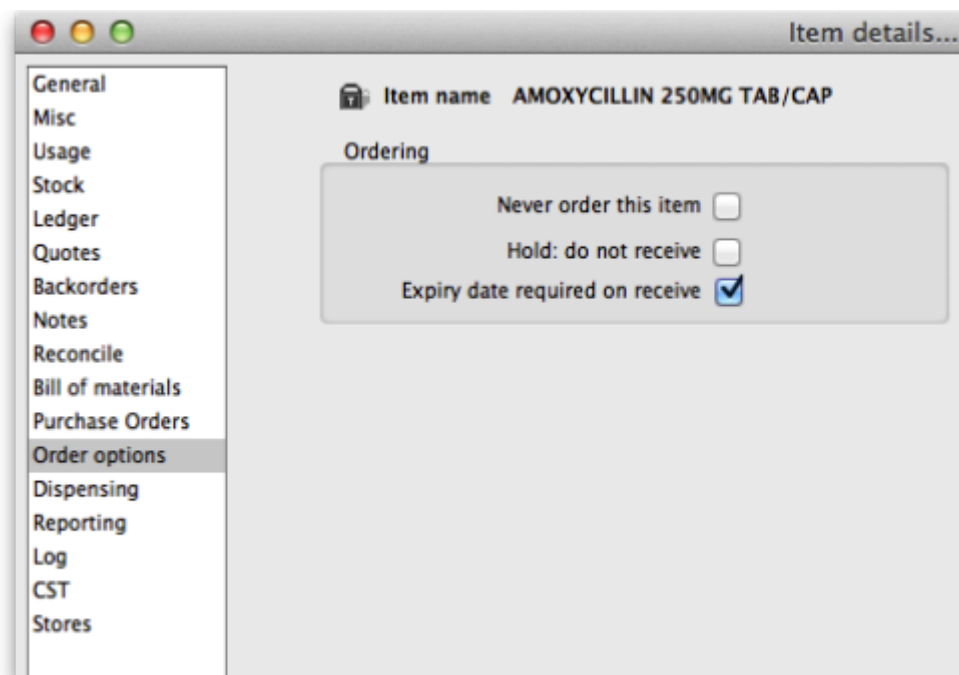 Item details...
General
Misc
Usage
Stock
Ledger
Quotes
Backorders
Notes
Reconcile
Bill of materials
Purchase Orders
Order options
Dispensing
Reporting
Log
CST
Stores
Item name AMOXYCILLIN 250MG TAB/CAP
Ordering
Never order this item
Hold: do not receive
Expiry date required on receive